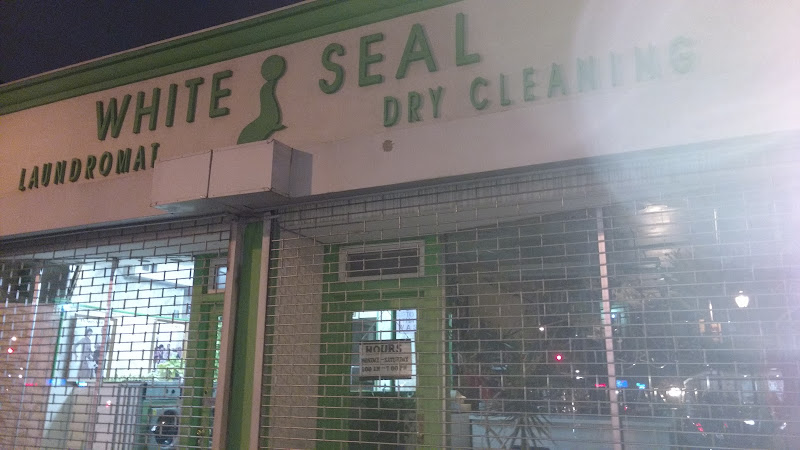 WHITE SEAL
LAUNDROMAT DRY CLEANING
HOURS